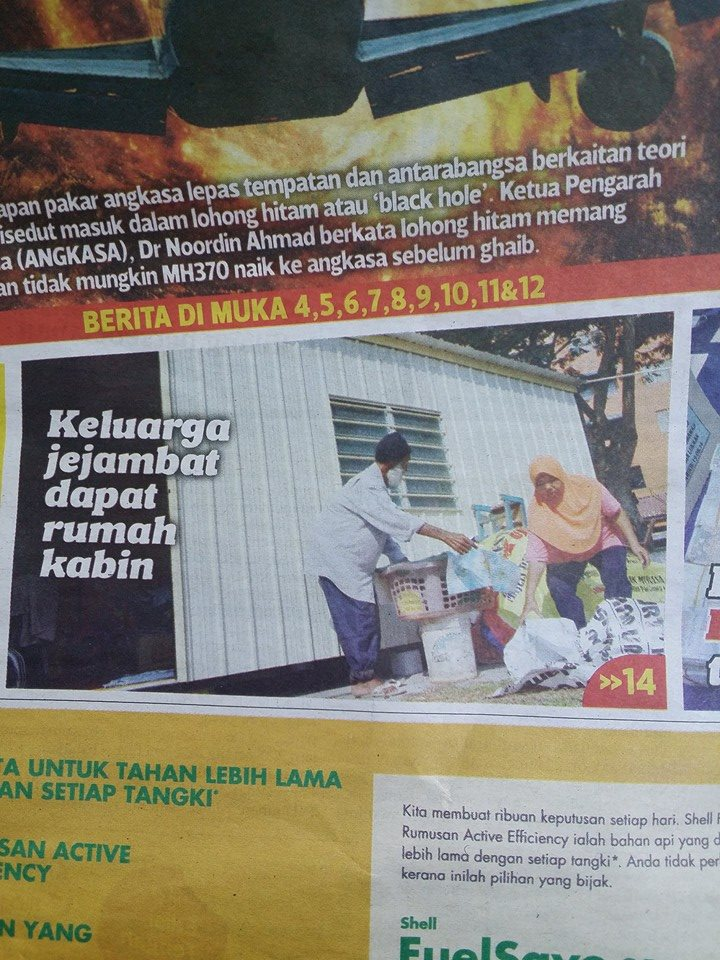 apan pakar angkasa lepas tempatan dan antarabangsa berkaitan teori
isedut masuk dalam lohong hitam atau 'black hole'. Ketua Pengarah
a (ANGKASA), Dr Noordin Ahmad berkata lohong hitam memang
an tidak mungkin MH370 naik ke angkasa sebelum ghaib.
BERITA DI MUKA 4,5,6,7,8,9,10,11&12
Keluarga
jejambat
dapat
rumah
kabin
»14
TA UNTUK TAHAN LEBIH LAMA
AN SETIAP TANGKI*
SAN ACTIVE
ENCY
N YANG
Kita membuat ribuan keputusan setiap hari. Shell
Rumusan Active Efficiency ialah bahan api yang d
lebih lama dengan setiap tangki*. Anda tidak per
kerana inilah pilihan yang bijak.
Shell
FuelSave